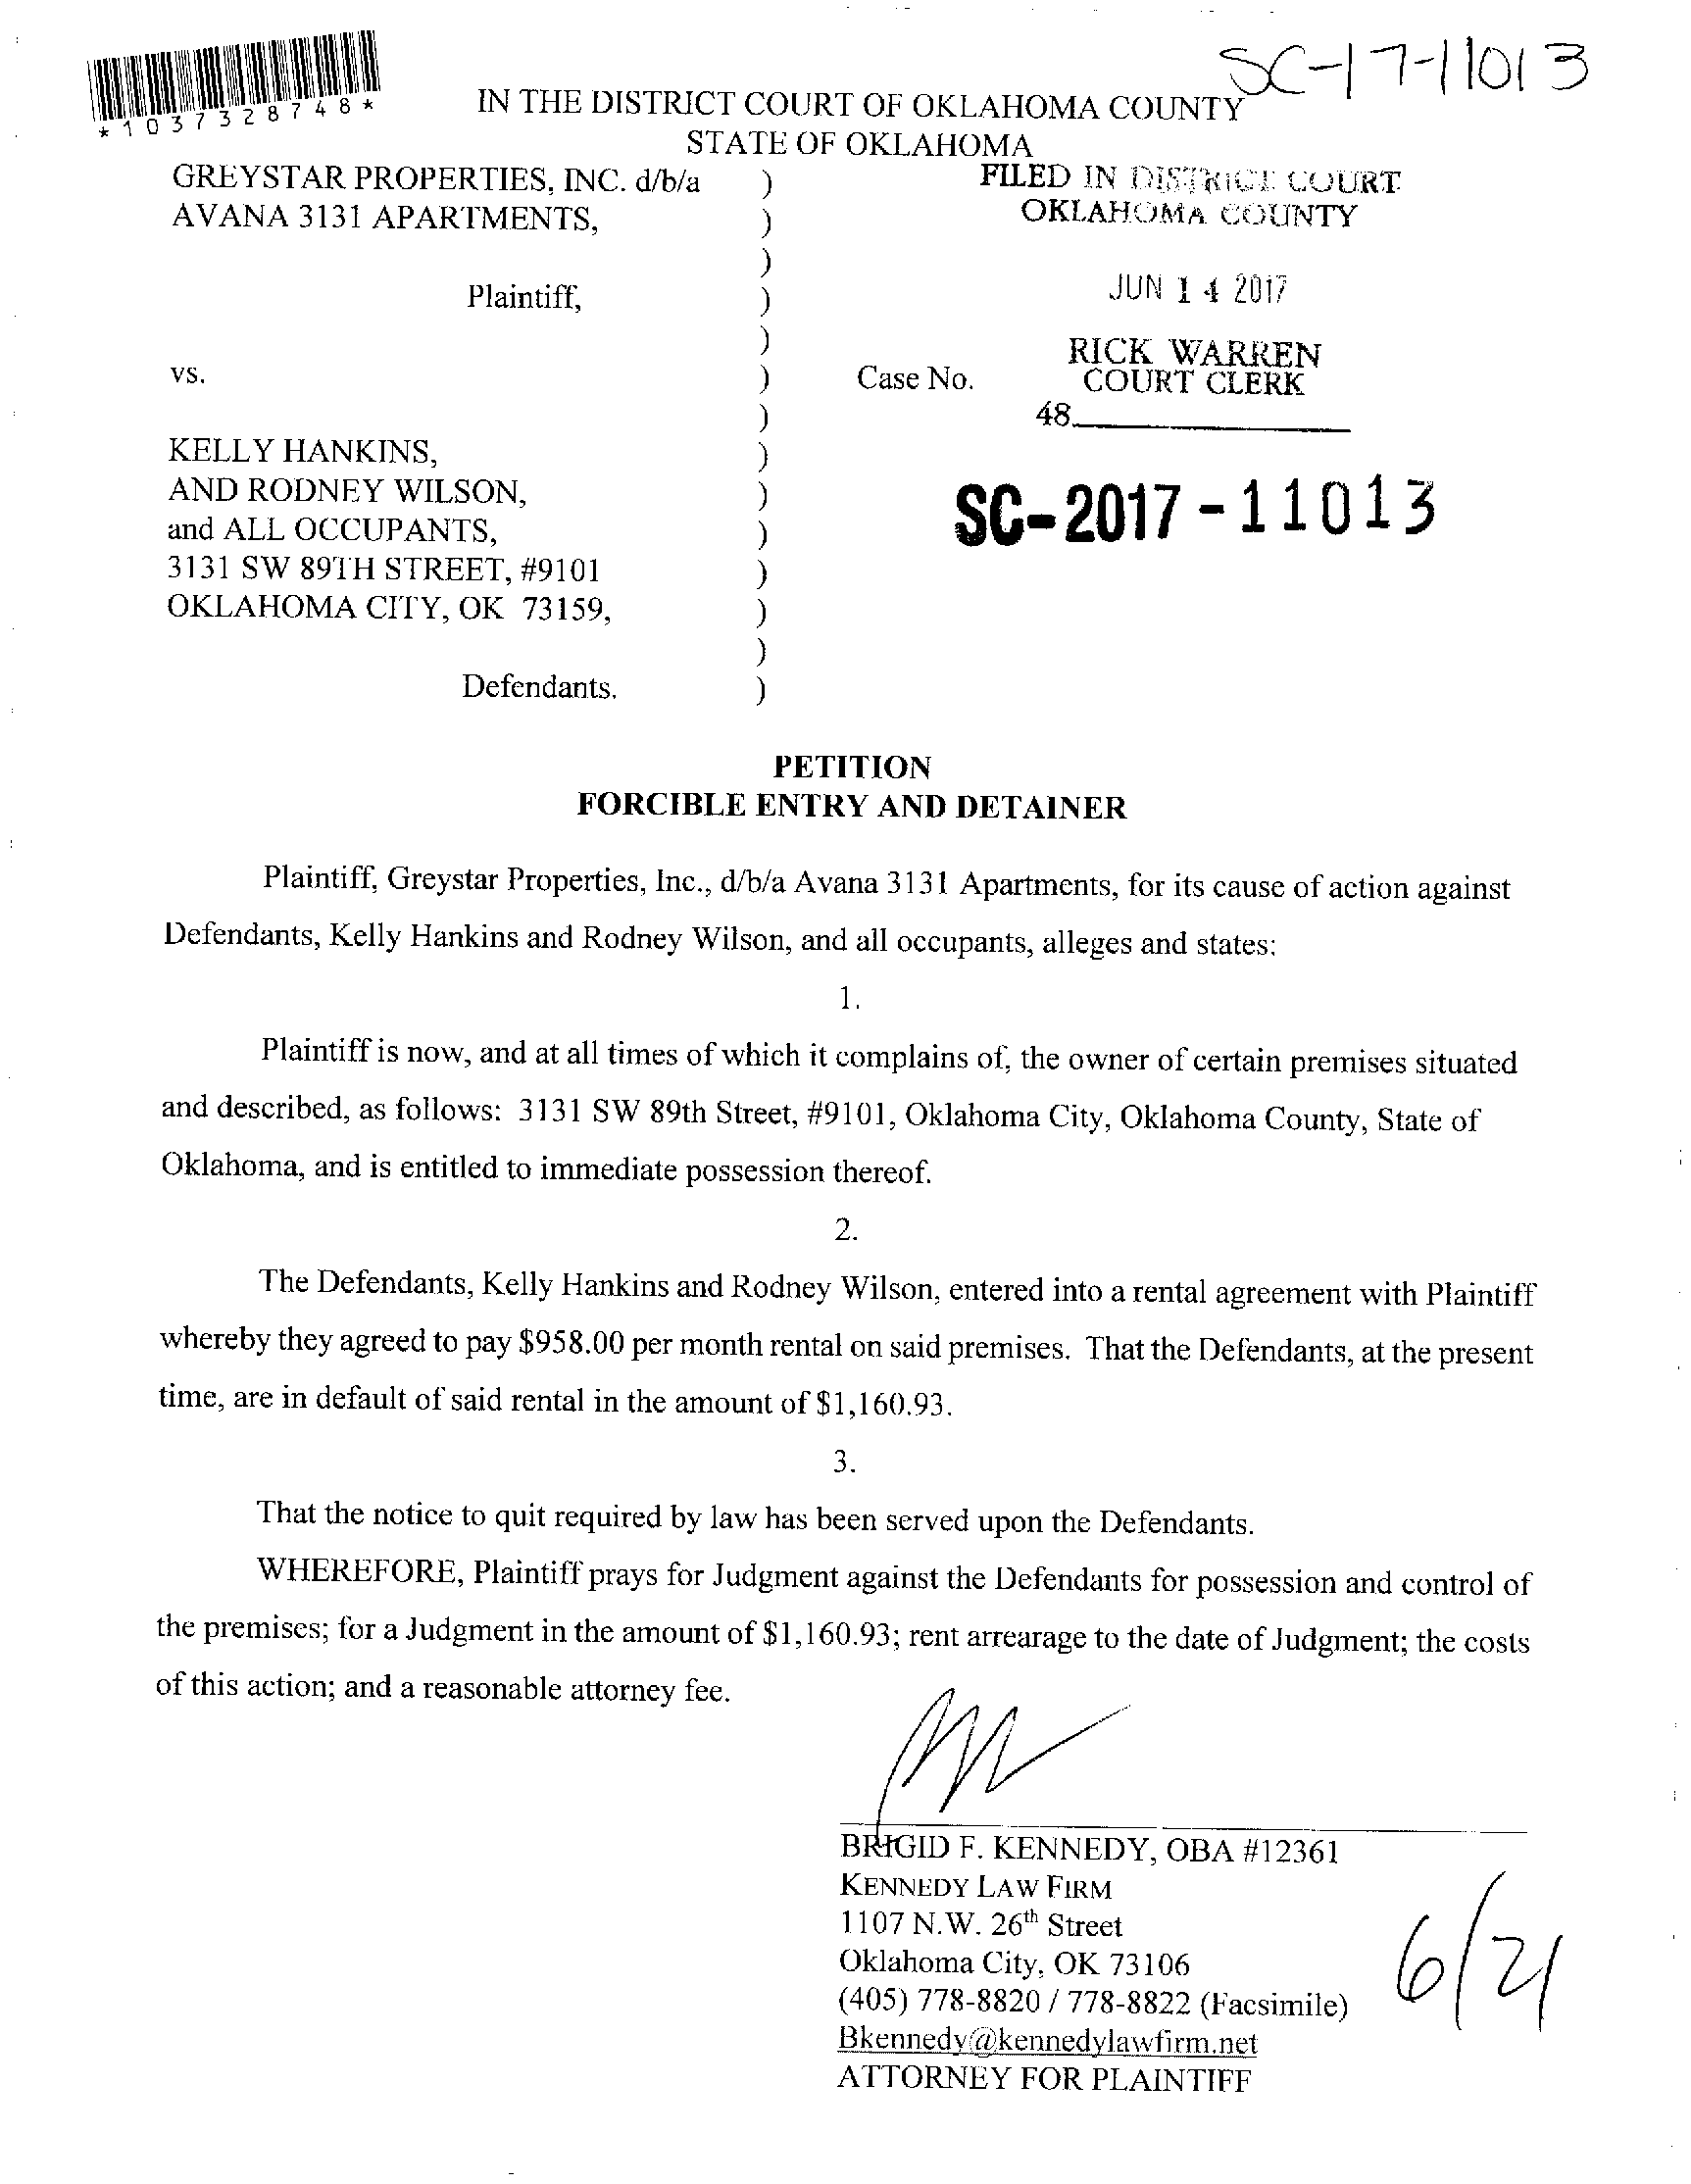 SC-17-11013
*1037328748*
IN THE DISTRICT COURT OF OKLAHOMA COUNTY
STATE OF OKLAHOMA
GREYSTAR PROPERTIES, INC. d/b/a )
AVANA 3131 APARTMENTS, )
)
Plaintiff, )
)
vs. )
)
KELLY HANKINS, )
AND RODNEY WILSON, )
and ALL OCCUPANTS, )
3131 SW 89TH STREET, #9101 )
OKLAHOMA CITY, OK 73159, )
)
Defendants. )
FILED IN DISTRICT COURT
OKLAHOMA COUNTY
JUN 14 2017
RICK WARREN
COURT CLERK
Case No.
48
SC-2017-11013
PETITION
FORCIBLE ENTRY AND DETAINER
Plaintiff, Greystar Properties, Inc., d/b/a Avana 3131 Apartments, for its cause of action against
Defendants, Kelly Hankins and Rodney Wilson, and all occupants, alleges and states:
1.
Plaintiff is now, and at all times of which it complains of, the owner of certain premises situated
and described, as follows: 3131 SW 89th Street, #9101, Oklahoma City, Oklahoma County, State of
Oklahoma, and is entitled to immediate possession thereof.
2.
The Defendants, Kelly Hankins and Rodney Wilson, entered into a rental agreement with Plaintiff
whereby they agreed to pay $958.00 per month rental on said premises. That the Defendants, at the present
time, are in default of said rental in the amount of $1,160.93.
3.
That the notice to quit required by law has been served upon the Defendants.
WHEREFORE, Plaintiff prays for Judgment against the Defendants for possession and control of
the premises; for a Judgment in the amount of $1,160.93; rent arrearage to the date of Judgment; the costs
of this action; and a reasonable attorney fee.
BRIGID F. KENNEDY, OBA #12361
KENNEDY LAW FIRM
1107 N.W. 26th Street
Oklahoma City, OK 73106
(405) 778-8820 / 778-8822 (Facsimile)
Bkennedy@kennedylawfirm.net
ATTORNEY FOR PLAINTIFF
6/21